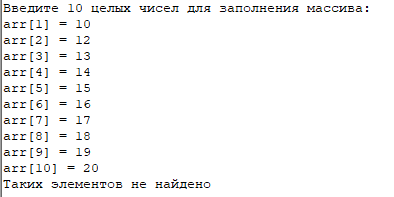 Введите 10 целых чисел для заполнения массива:
arr[1] = 10
arr[2] = 12
arr[3] = 13
arr[4] = 14
arr[5] = 15
arr[6] = 16
arr[7] = 17
arr[8] = 18
arr[9] = 19
arr[10] = 20
Таких элементов не найдено